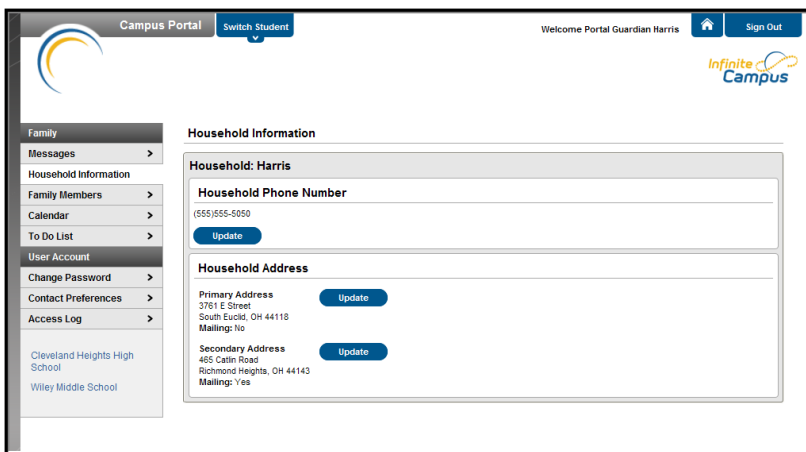 Campus Portal
Switch Student
Welcome Portal Guardian Harris
Sign Out
Infinite
Campus
Family
Messages >
Household Information
Family Members >
Calendar >
To Do List >
User Account
Change Password >
Contact Preferences >
Access Log >
Cleveland Heights High
School
Wiley Middle School
Household Information
Household: Harris
Household Phone Number
(555)555-5050
Update
Household Address
Primary Address
3761 E Street
South Euclid, OH 44118
Mailing: No
Update
Secondary Address
465 Catlin Road
Richmond Heights, OH 44143
Mailing: Yes
Update